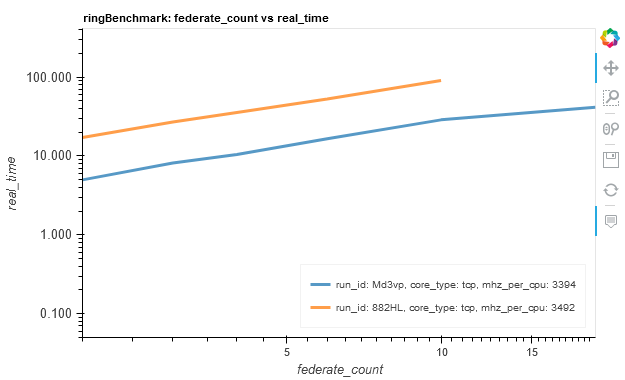 ringBenchmark: federate_count vs real_time
100.000
10.000
1.000
0.100
real_time
run_id: Md3vp, core_type: tcp, mhz_per_cpu: 3394
run_id: 882HL, core_type: tcp, mhz_per_cpu: 3492
5
10
15
federate_count